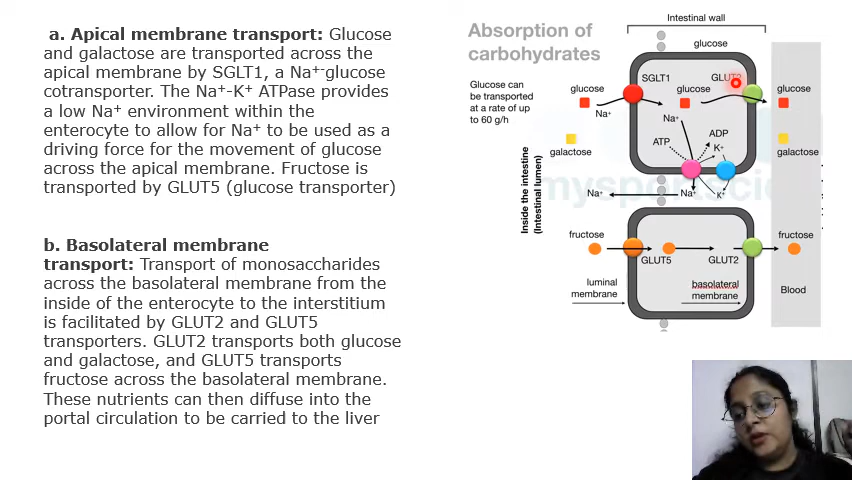 a. Apical membrane transport: Glucose
and galactose are transported across the
apical membrane by SGLT1, a Na⁺⁻glucose
cotransporter. The Na⁺-K⁺ ATPase provides
a low Na⁺ environment within the
enterocyte to allow for Na⁺ to be used as a
driving force for the movement of glucose
across the apical membrane. Fructose is
transported by GLUT5 (glucose transporter)
b. Basolateral membrane
transport: Transport of monosaccharides
across the basolateral membrane from the
inside of the enterocyte to the interstitium
is facilitated by GLUT2 and GLUT5
transporters. GLUT2 transports both glucose
and galactose, and GLUT5 transports
fructose across the basolateral membrane.
These nutrients can then diffuse into the
portal circulation to be carried to the liver
Absorption of
carbohydrates
Glucose can
be transported
at a rate of up
to 60 g/h
Intestinal wall
glucose
SGLT1
GLUT2
glucose
glucose
glucose
Na⁺
Na⁺
galactose
ATP
ADP
K⁺
galactose
Na⁺
Na⁺
K⁺
Inside the intestine
(Intestinal lumen)
fructose
fructose
GLUT5
GLUT2
luminal
membrane
basolateral
membrane
Blood